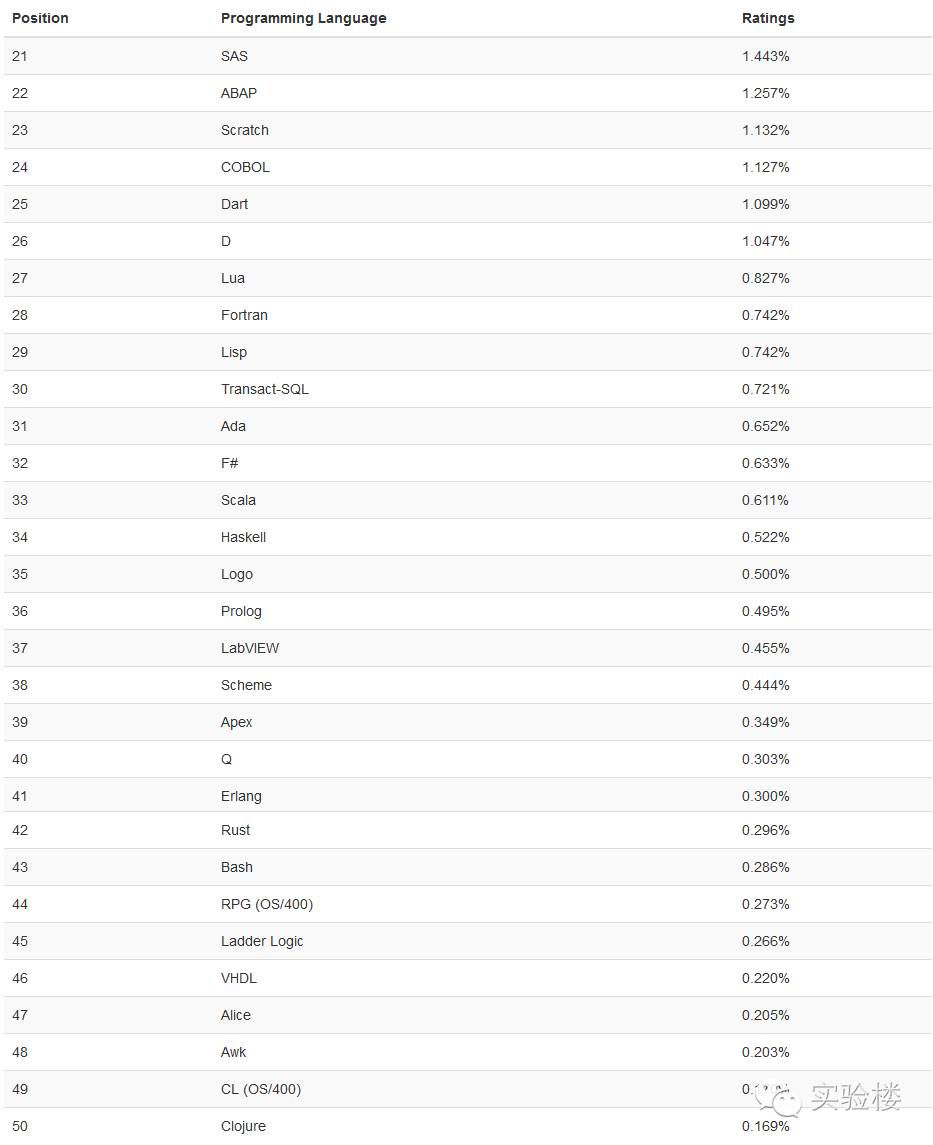 Position Programming Language Ratings
21 SAS 1.443%
22 ABAP 1.257%
23 Scratch 1.132%
24 COBOL 1.127%
25 Dart 1.099%
26 D 1.047%
27 Lua 0.827%
28 Fortran 0.742%
29 Lisp 0.742%
30 Transact-SQL 0.721%
31 Ada 0.652%
32 F# 0.633%
33 Scala 0.611%
34 Haskell 0.522%
35 Logo 0.500%
36 Prolog 0.495%
37 LabVIEW 0.455%
38 Scheme 0.444%
39 Apex 0.349%
40 Q 0.303%
41 Erlang 0.300%
42 Rust 0.296%
43 Bash 0.286%
44 RPG (OS/400) 0.273%
45 Ladder Logic 0.266%
46 VHDL 0.220%
47 Alice 0.205%
48 Awk 0.203%
49 CL (OS/400)
实验楼
50 Clojure 0.169%